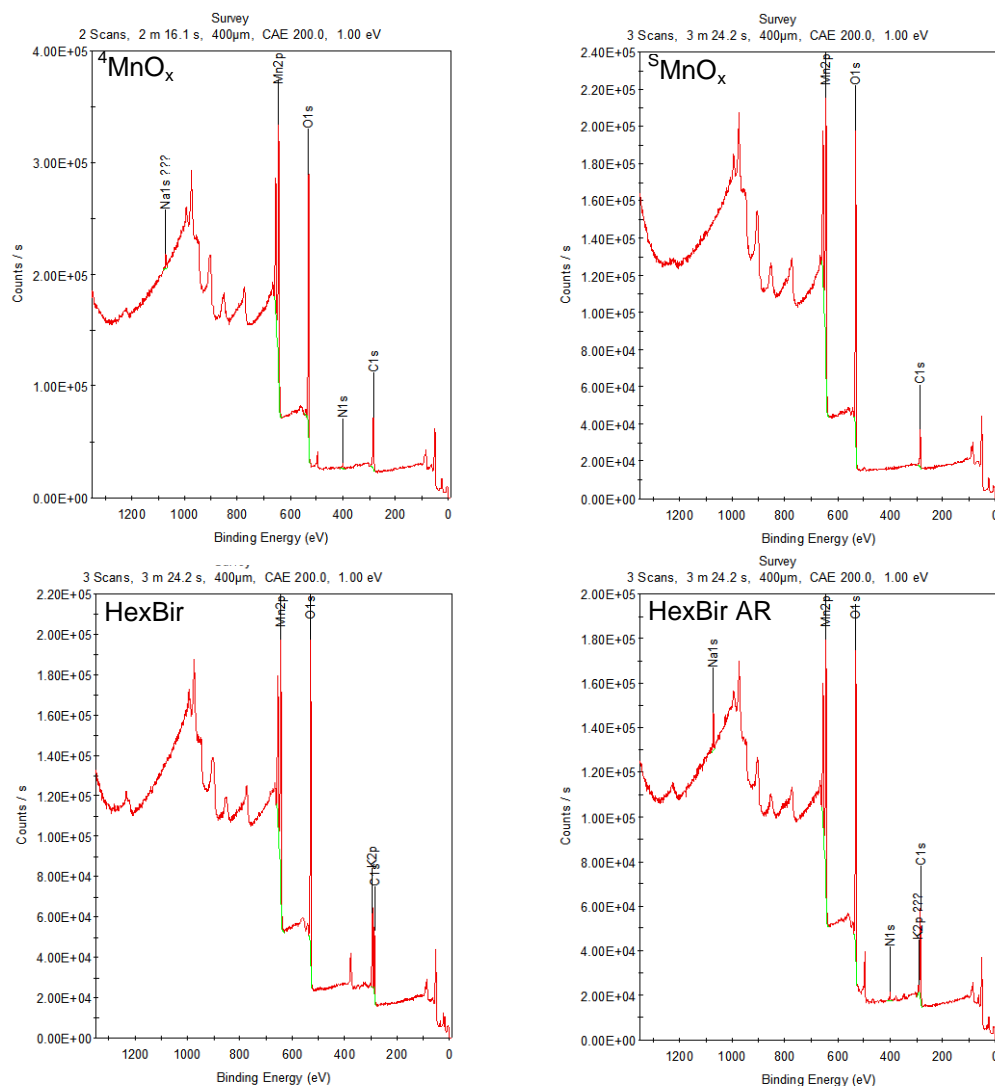 Survey
2 Scans, 2 m 16.1 s, 400µm, CAE 200.0, 1.00 eV
⁴MnOₓ
4.00E+05
3.00E+05
2.00E+05
1.00E+05
0.00E+00
Counts / s
Na1s ???
Mn2p
O1s
N1s
C1s
1200 1000 800 600 400 200 0
Binding Energy (eV)
Survey
3 Scans, 3 m 24.2 s, 400µm, CAE 200.0, 1.00 eV
ˢMnOₓ
2.40E+05
2.20E+05
2.00E+05
1.80E+05
1.60E+05
1.40E+05
1.20E+05
1.00E+05
8.00E+04
6.00E+04
4.00E+04
2.00E+04
0.00E+00
Counts / s
Mn2p
O1s
C1s
1200 1000 800 600 400 200 0
Binding Energy (eV)
Survey
3 Scans, 3 m 24.2 s, 400µm, CAE 200.0, 1.00 eV
HexBir
2.20E+05
2.00E+05
1.80E+05
1.60E+05
1.40E+05
1.20E+05
1.00E+05
8.00E+04
6.00E+04
4.00E+04
2.00E+04
0.00E+00
Counts / s
Mn2p
O1s
K2p
C1s
1200 1000 800 600 400 200 0
Binding Energy (eV)
Survey
3 Scans, 3 m 24.2 s, 400µm, CAE 200.0, 1.00 eV
HexBir AR
2.00E+05
1.80E+05
1.60E+05
1.40E+05
1.20E+05
1.00E+05
8.00E+04
6.00E+04
4.00E+04
2.00E+04
0.00E+00
Counts / s
Na1s
Mn2p
O1s
N1s
K2p ???
C1s
1200 1000 800 600 400 200 0
Binding Energy (eV)